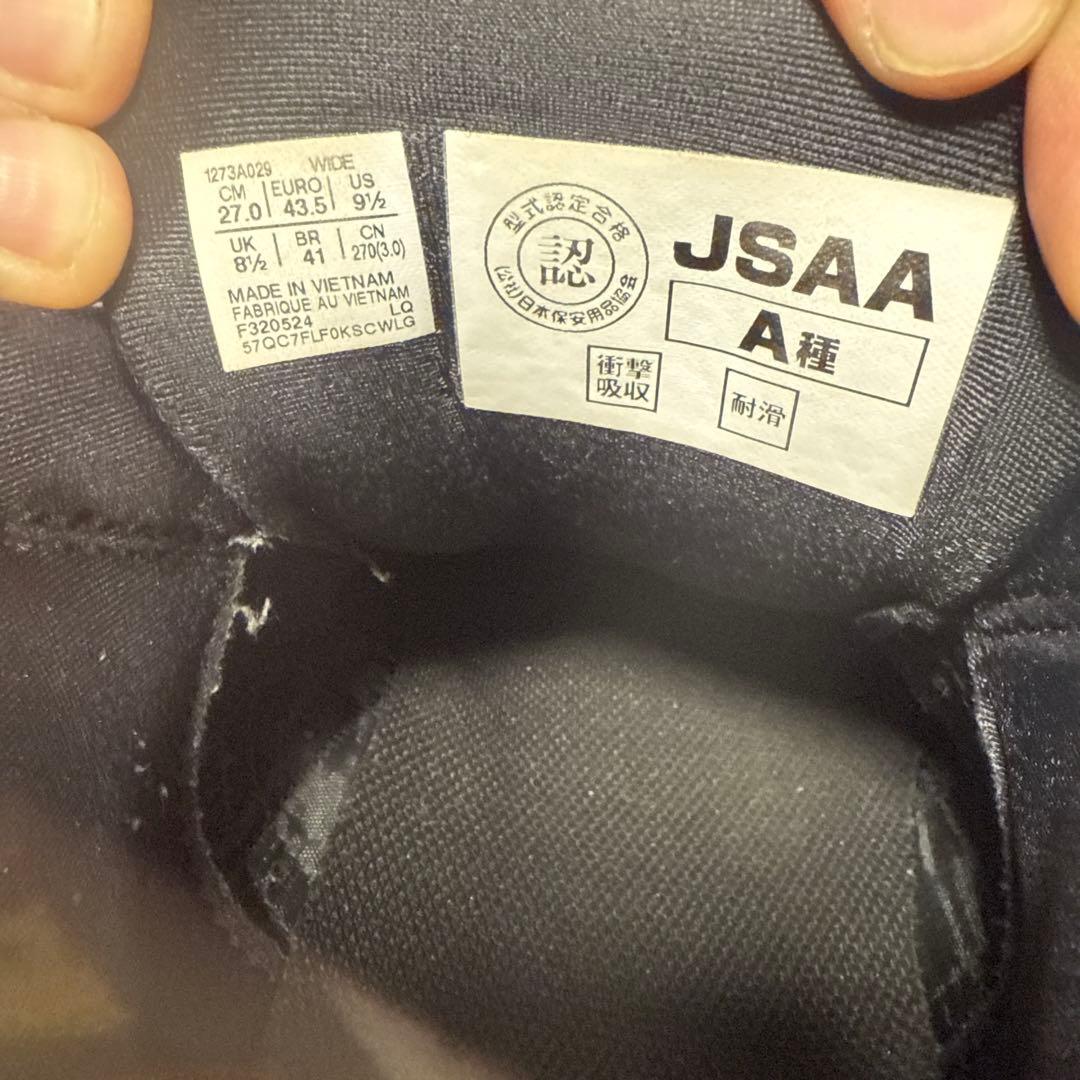 1273A029 WIDE
CM EURO US
27.0 43.5 9½
UK BR CN
8½ 41 270(3.0)
MADE IN VIETNAM
FABRIQUE AU VIETNAM
F320524 LQ
57QC7FLF0KSCWLG
型式認定合格
認
(公社)日本保安用品協会
JSAA
A種
衝撃
吸収
耐滑